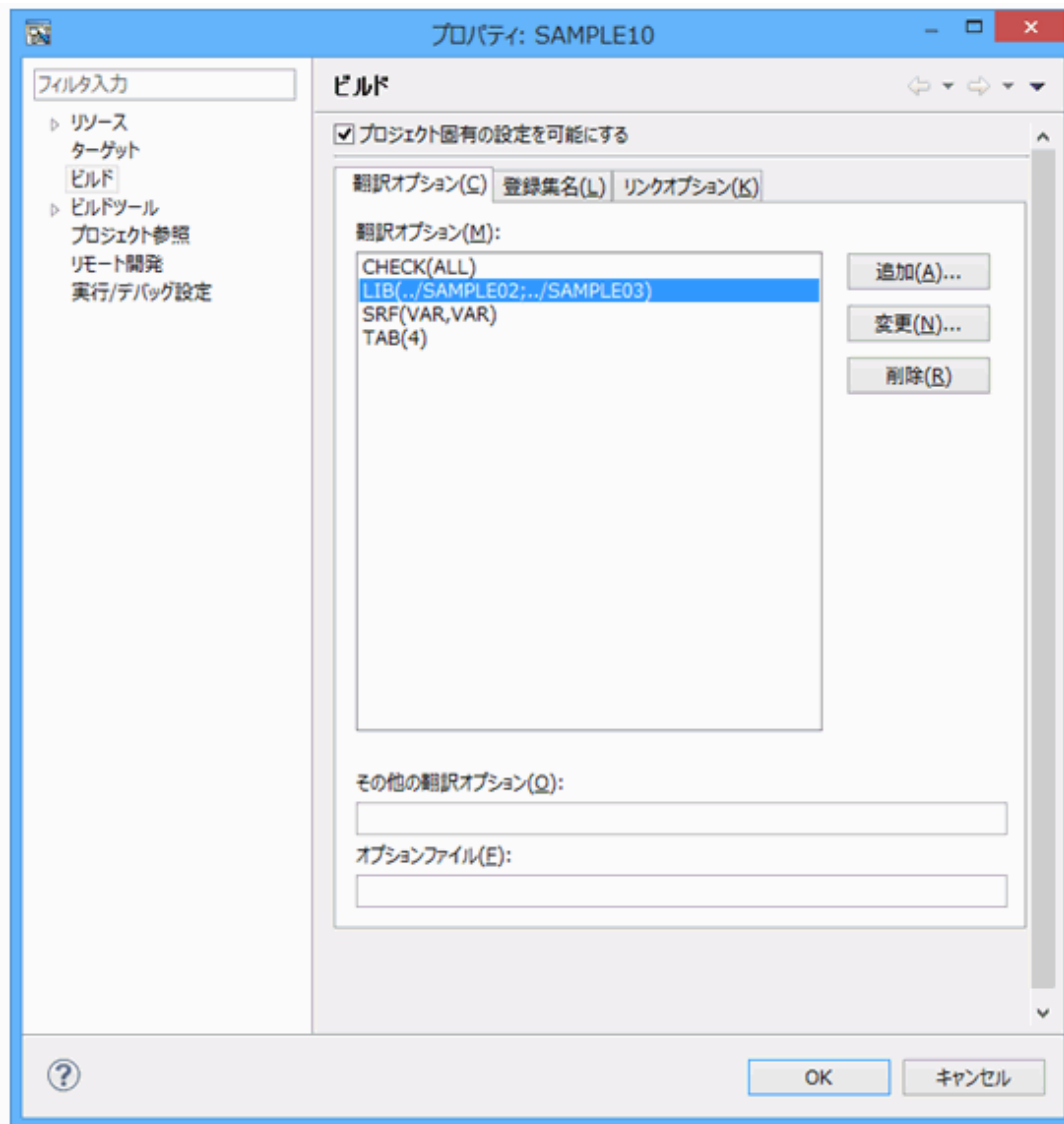 プロパティ: SAMPLE10
フィルタ入力
リソース
ターゲット
ビルド
ビルドツール
プロジェクト参照
リモート開発
実行/デバッグ設定
ビルド
プロジェクト固有の設定を可能にする
翻訳オプション(C) 登録集名(L) リンクオプション(K)
翻訳オプション(M):
CHECK(ALL)
LIB(../SAMPLE02;../SAMPLE03)
SRF(VAR,VAR)
TAB(4)
追加(A)...
変更(N)...
削除(R)
その他の翻訳オプション(O):
オプションファイル(F):
OK キャンセル